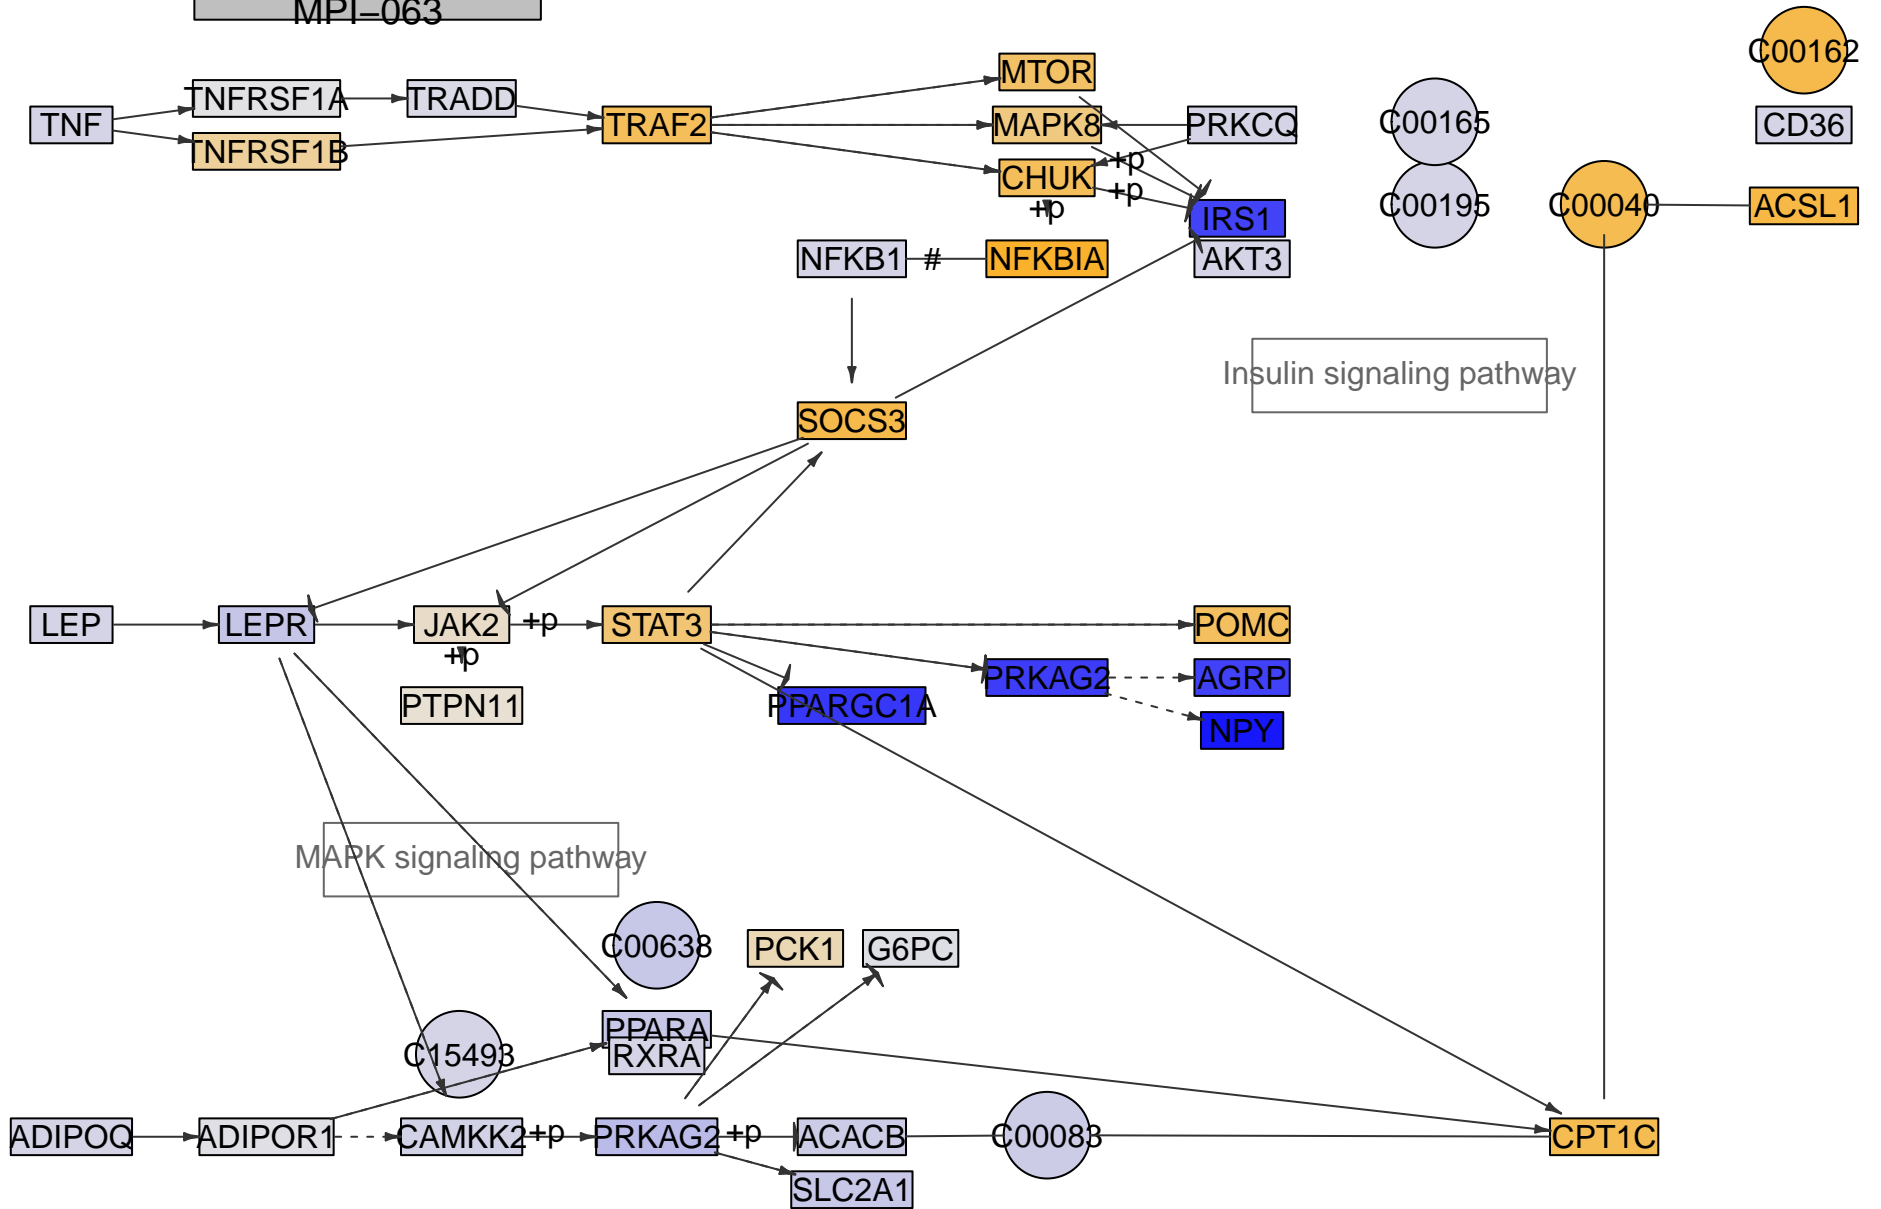 MPI−063
C00162
TNF
TNFRSF1A
TRADD
TNFRSF1B
TRAF2
MTOR
MAPK8
PRKCQ
CHUK
+p
+p
+p
IRS1
C00165
C00195
C00040
CD36
ACSL1
NFKB1
#
NFKBIA
AKT3
Insulin signaling pathway
SOCS3
LEP
LEPR
JAK2
+p
STAT3
POMC
+p
PTPN11
PPARGC1A
PRKAG2
AGRP
NPY
MAPK signaling pathway
C00638
PCK1
G6PC
C15493
PPARA
RXRA
ADIPOQ
ADIPOR1
CAMKK2
+p
PRKAG2
+p
ACACB
C00083
CPT1C
SLC2A1